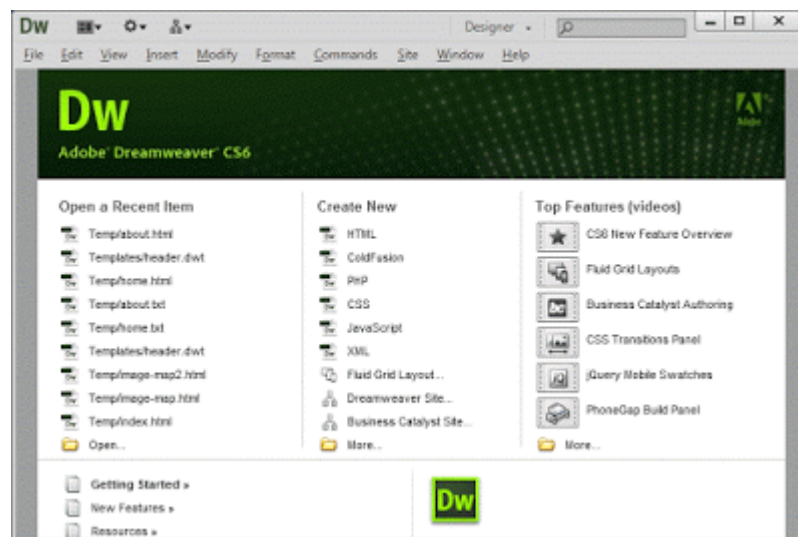 Dw Designer
File Edit View Insert Modify Format Commands Site Window Help
Dw
Adobe® Dreamweaver® CS6
Adobe
Open a Recent Item
Temp/about.html
Templates/header.dwt
Temp/home.html
Temp/about.txt
Temp/home.txt
Templates/header.dwt
Temp/image-map2.html
Temp/image-map.html
Temp/index.html
Open...
Create New
HTML
ColdFusion
PHP
CSS
JavaScript
XML
Fluid Grid Layout...
Dreamweaver Site...
Business Catalyst Site...
More...
Top Features (videos)
CS6 New Feature Overview
Fluid Grid Layouts
Business Catalyst Authoring
CSS Transitions Panel
jQuery Mobile Swatches
PhoneGap Build Panel
More...
Getting Started »
New Features »
Resources »
Dw